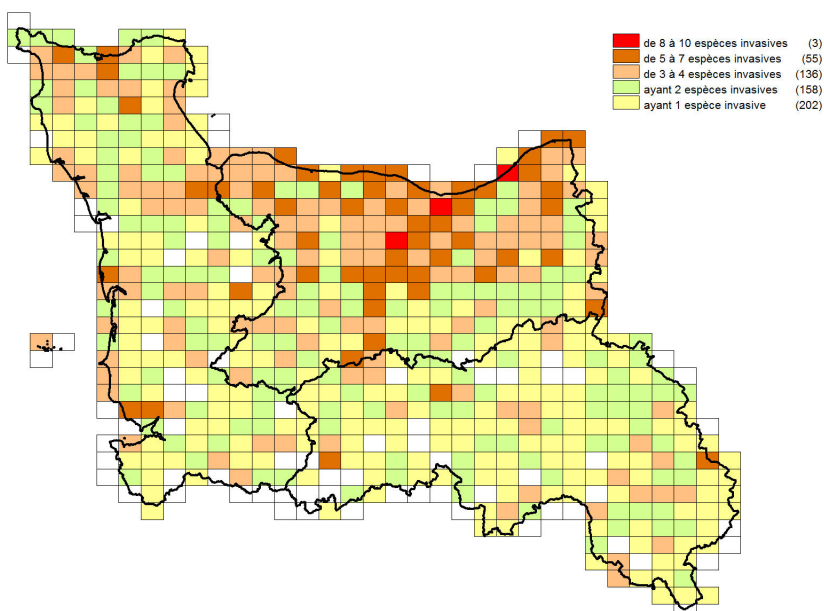 de 8 à 10 espèces invasives (3)
de 5 à 7 espèces invasives (55)
de 3 à 4 espèces invasives (136)
ayant 2 espèces invasives (158)
ayant 1 espèce invasive (202)